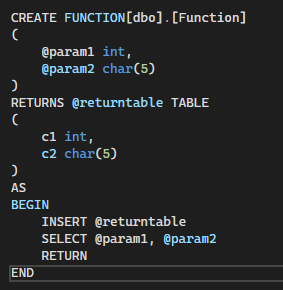 CREATE FUNCTION[dbo].[Function]
(
    @param1 int,
    @param2 char(5)
)
RETURNS @returntable TABLE
(
    c1 int,
    c2 char(5)
)
AS
BEGIN
    INSERT @returntable
    SELECT @param1, @param2
    RETURN
END